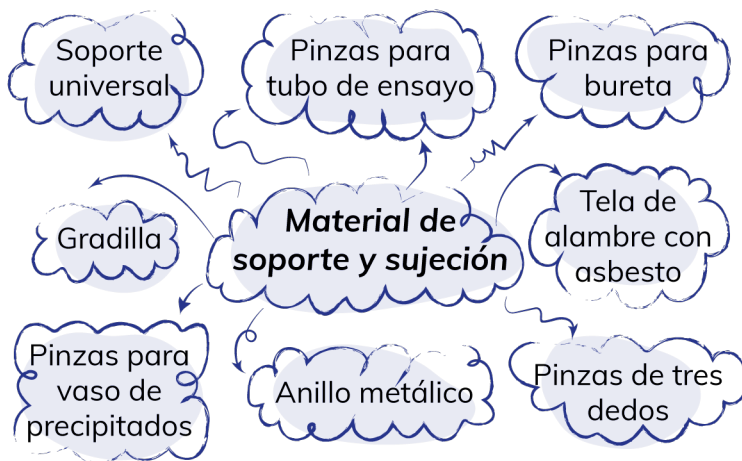 Soporte
universal
Pinzas para
tubo de ensayo
Pinzas para
bureta
Gradilla
Material de
soporte y sujeción
Tela de
alambre con
asbesto
Pinzas para
vaso de
precipitados
Anillo metálico
Pinzas de tres
dedos